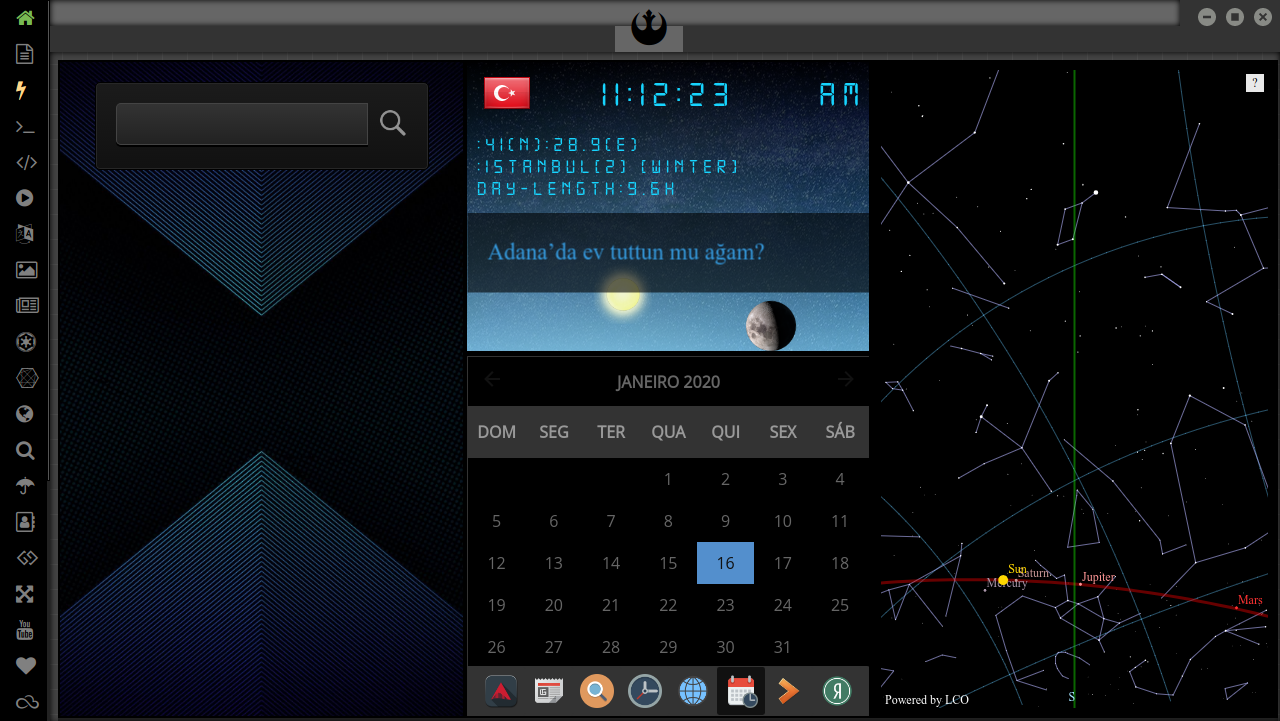 11:12:23 AM
:41(N):28.9(E)
:ISTANBUL(2) (WINTER)
DAY-LENGTH:9.6H
Adana’da ev tuttun mu ağam?
JANEIRO 2020
DOM SEG TER QUA QUI SEX SÁB
1 2 3 4
5 6 7 8 9 10 11
12 13 14 15 16 17 18
19 20 21 22 23 24 25
26 27 28 29 30 31
?
Sun
Saturn
Mercury
Jupiter
Mars
S
Powered by LCO
You
Tube